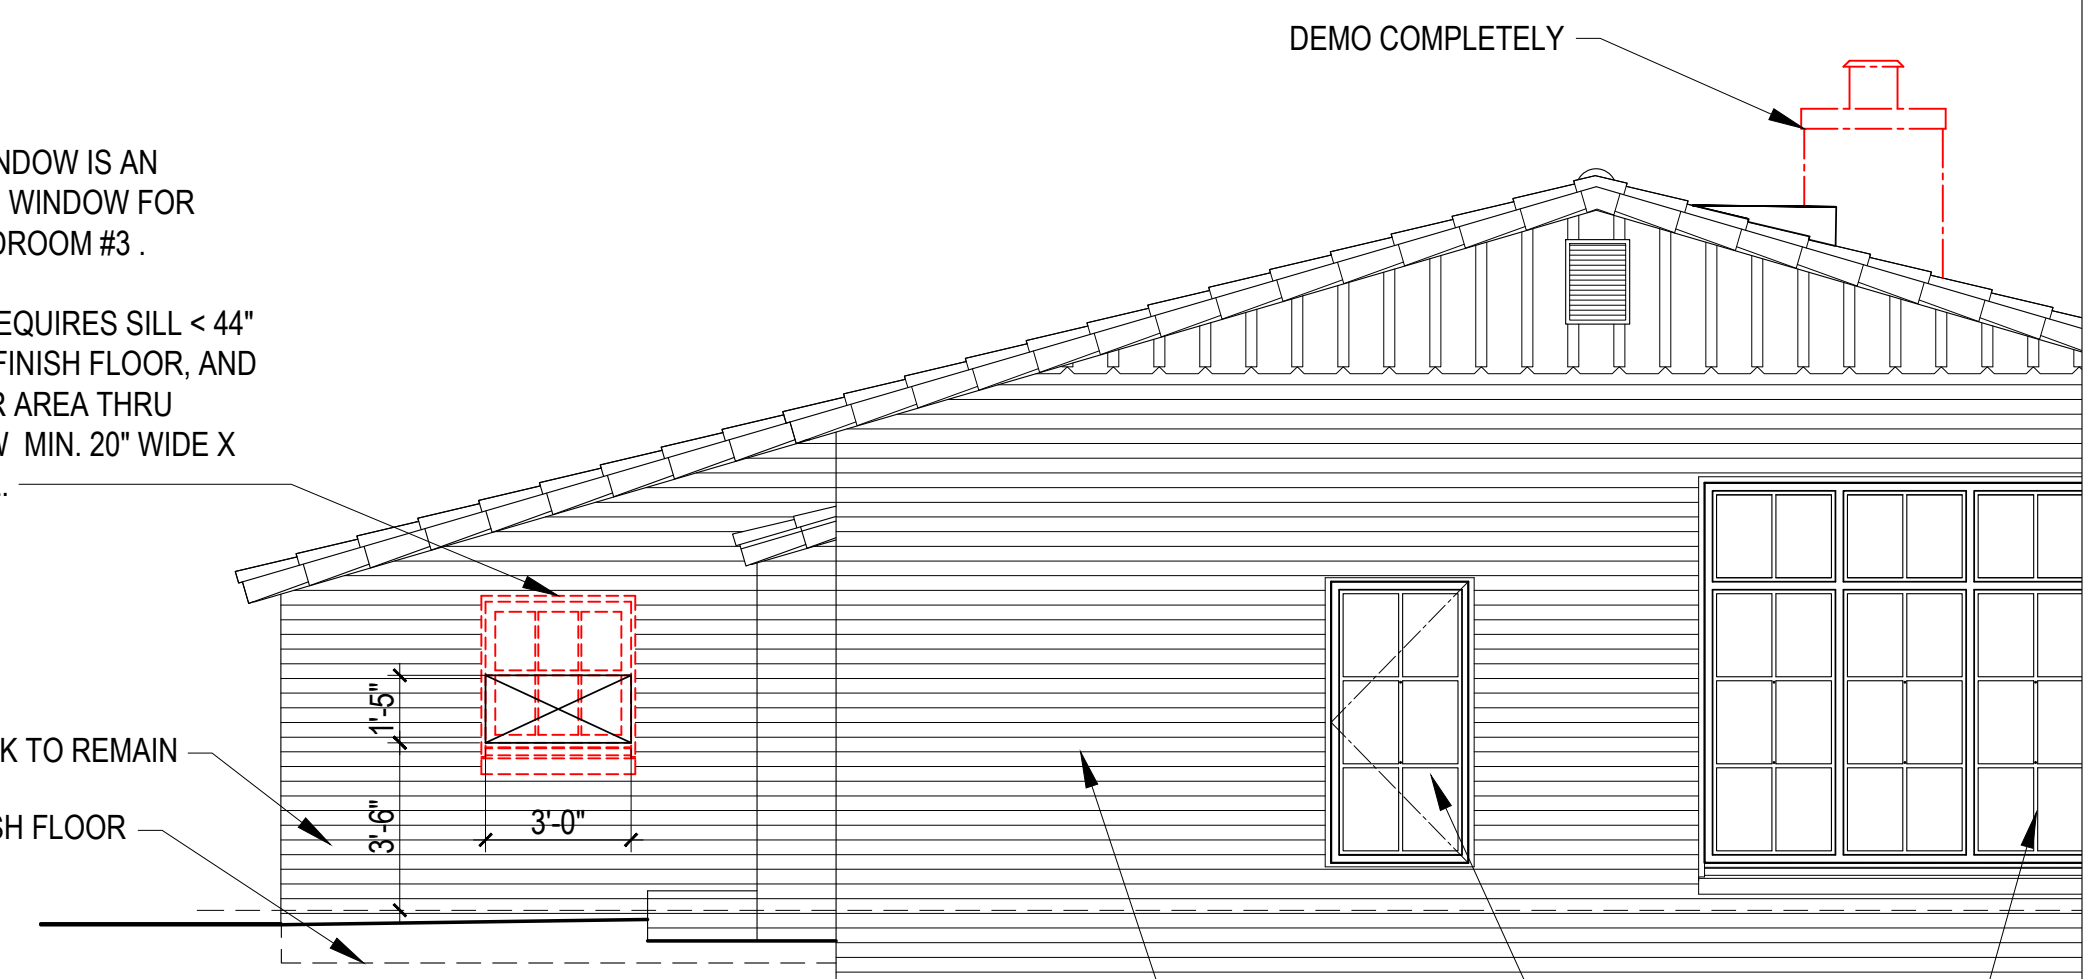 DEMO COMPLETELY
NDOW IS AN
WINDOW FOR
DROOM #3 .
EQUIRES SILL < 44"
FINISH FLOOR, AND
R AREA THRU
W MIN. 20" WIDE X
1'-5"
K TO REMAIN
3'-6"
3'-0"
SH FLOOR